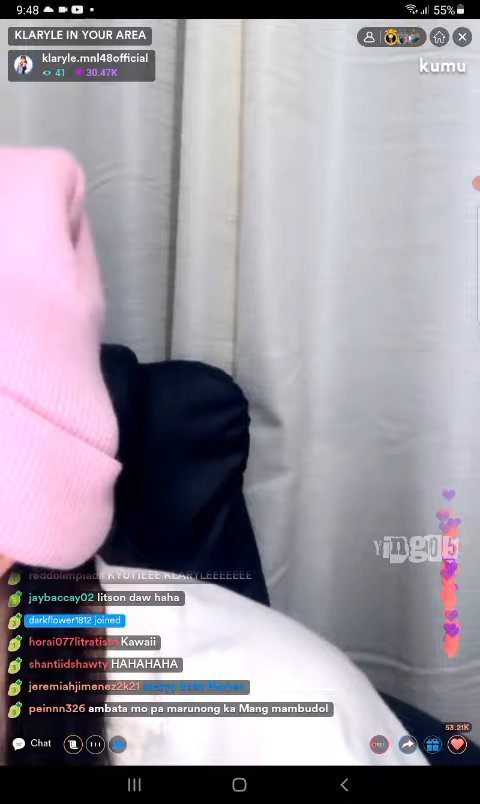 9:48
55%
KLARYLE IN YOUR AREA
klaryle.mnl48official
41 30.47K
kumu
Yingo15
KYUTIEEE KLARYLEEEEEEE
jaybaccay02 litson daw haha
darkflower1812 joined
Kawaii
shantiidshawty HAHAHAHA
jeremiahjimenez2k21
peinnn326 ambata mo pa marunong ka Mang mambudol
53.21K
Chat